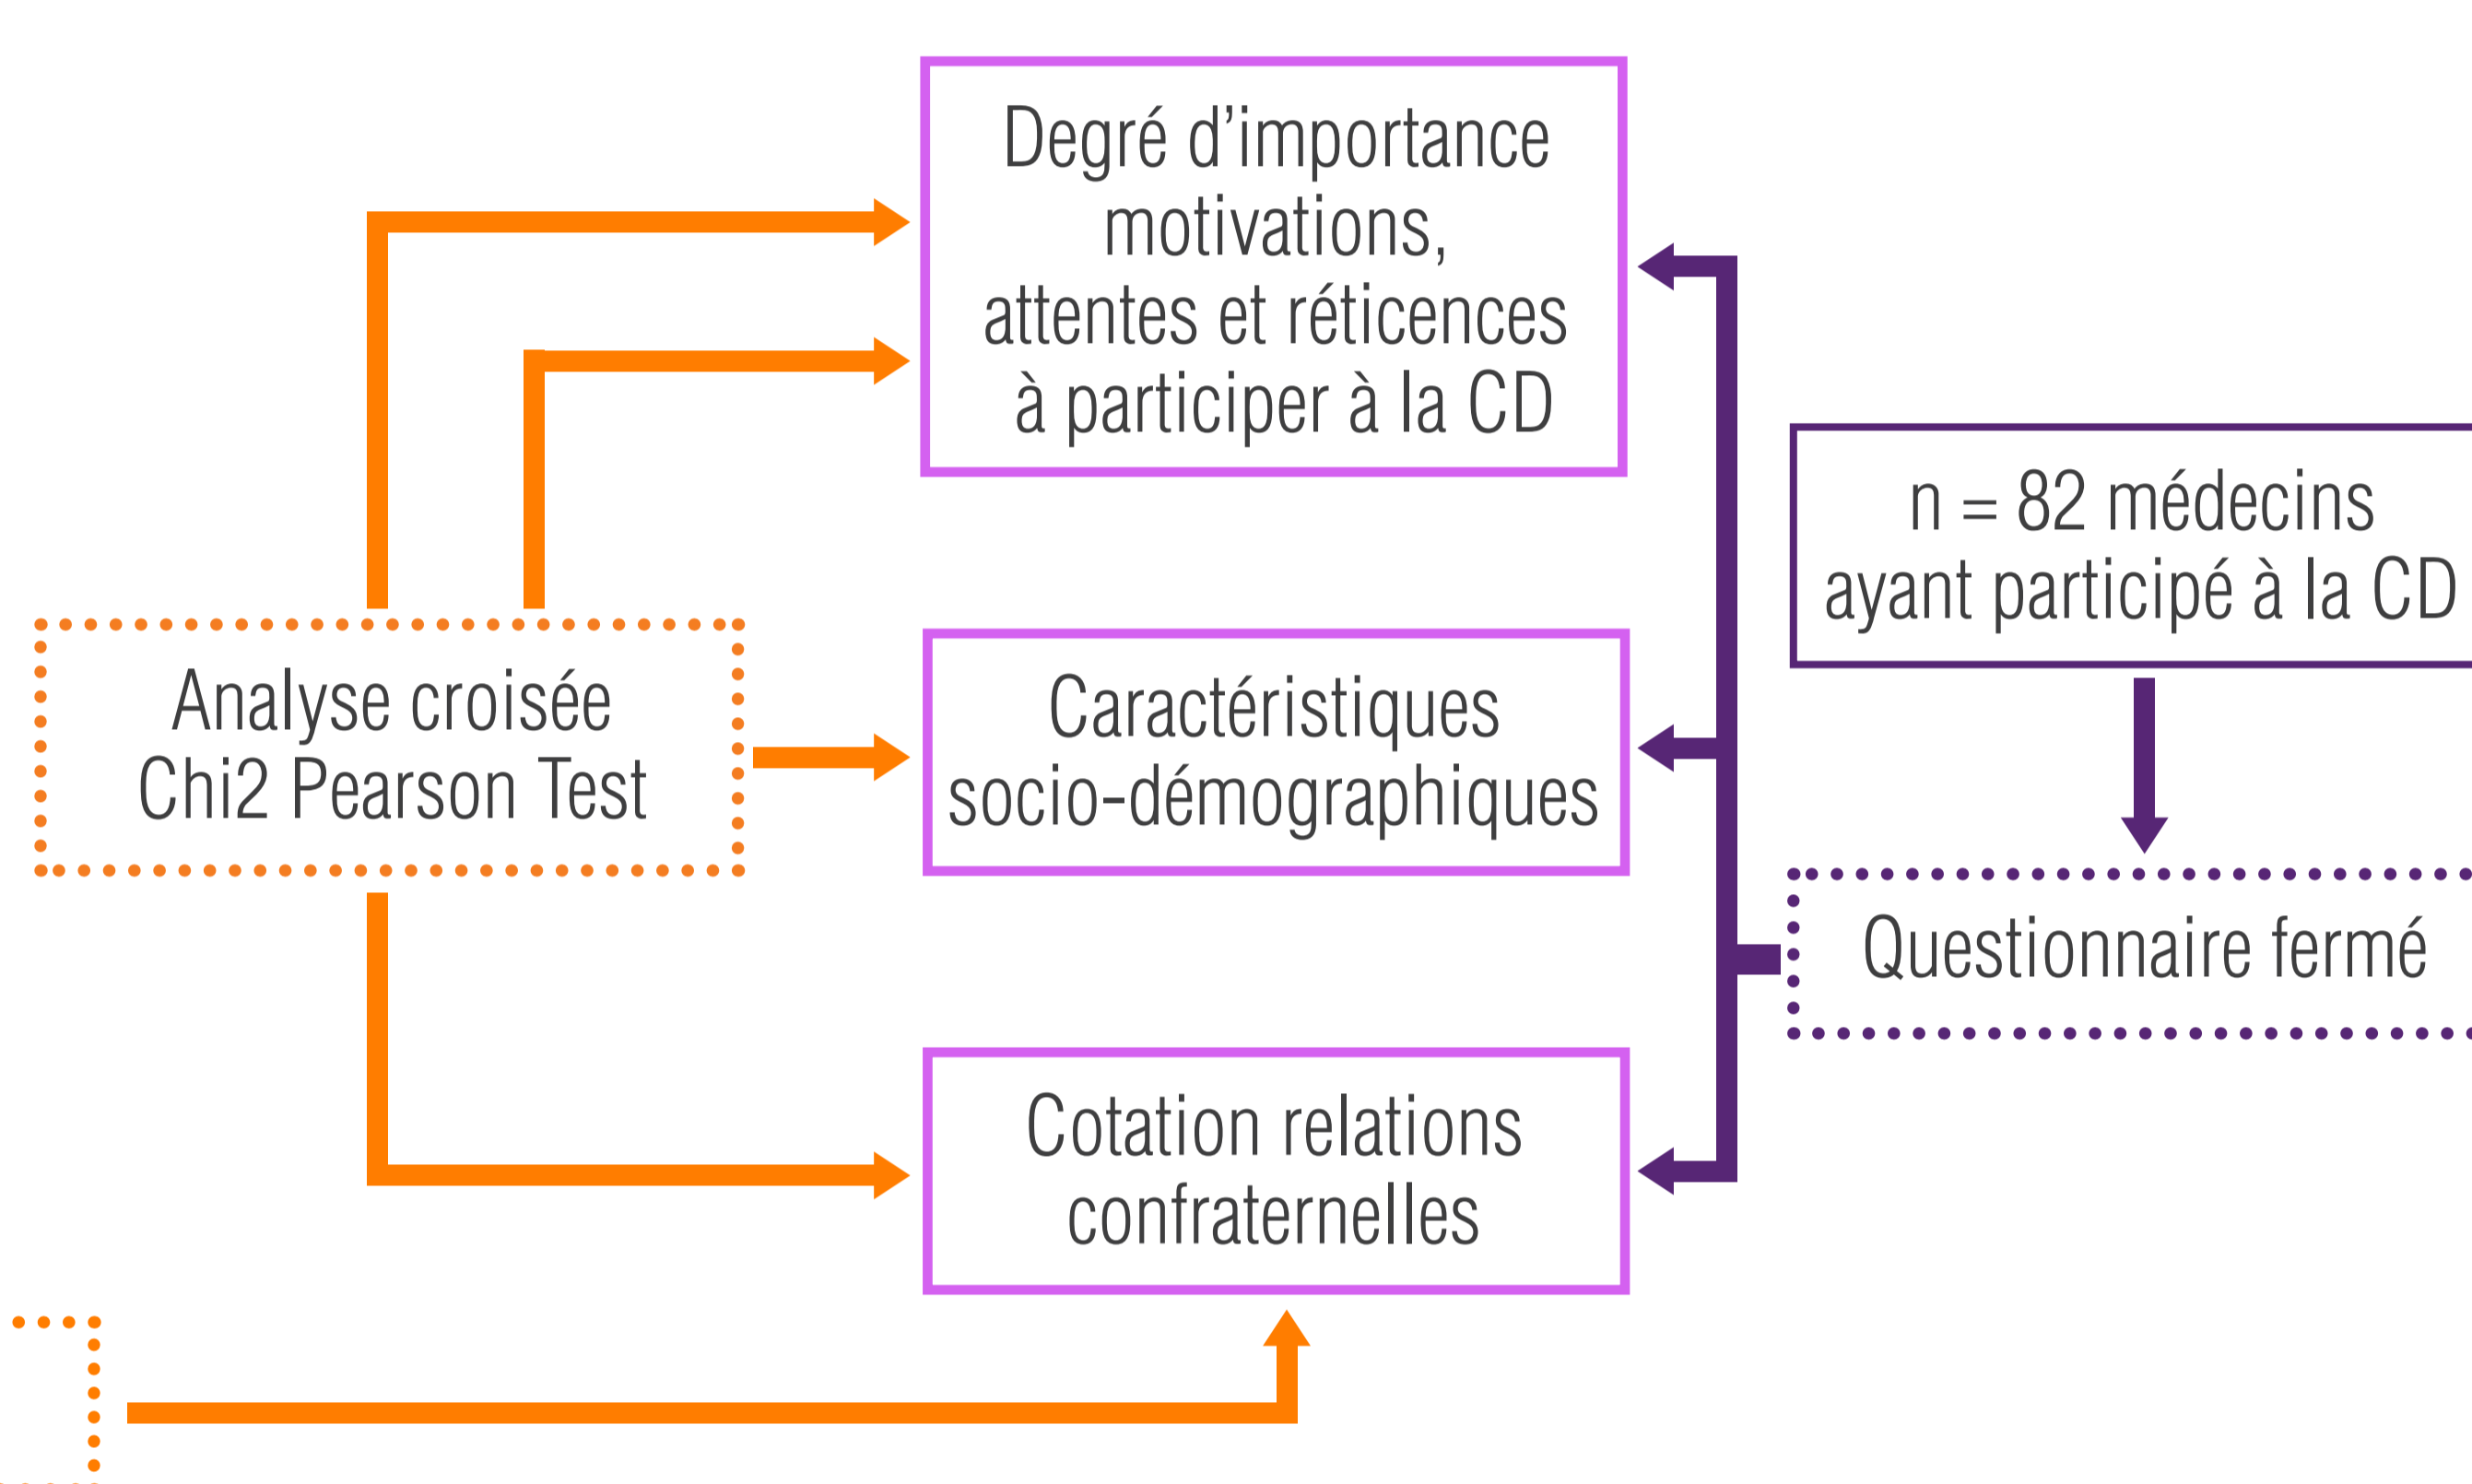 Degré d’importance
motivations,
attentes et réticences
à participer à la CD
n = 82 médecins
ayant participé à la CD
Analyse croisée
Chi2 Pearson Test
Caractéristiques
socio-démographiques
Questionnaire fermé
Cotation relations
confraternelles